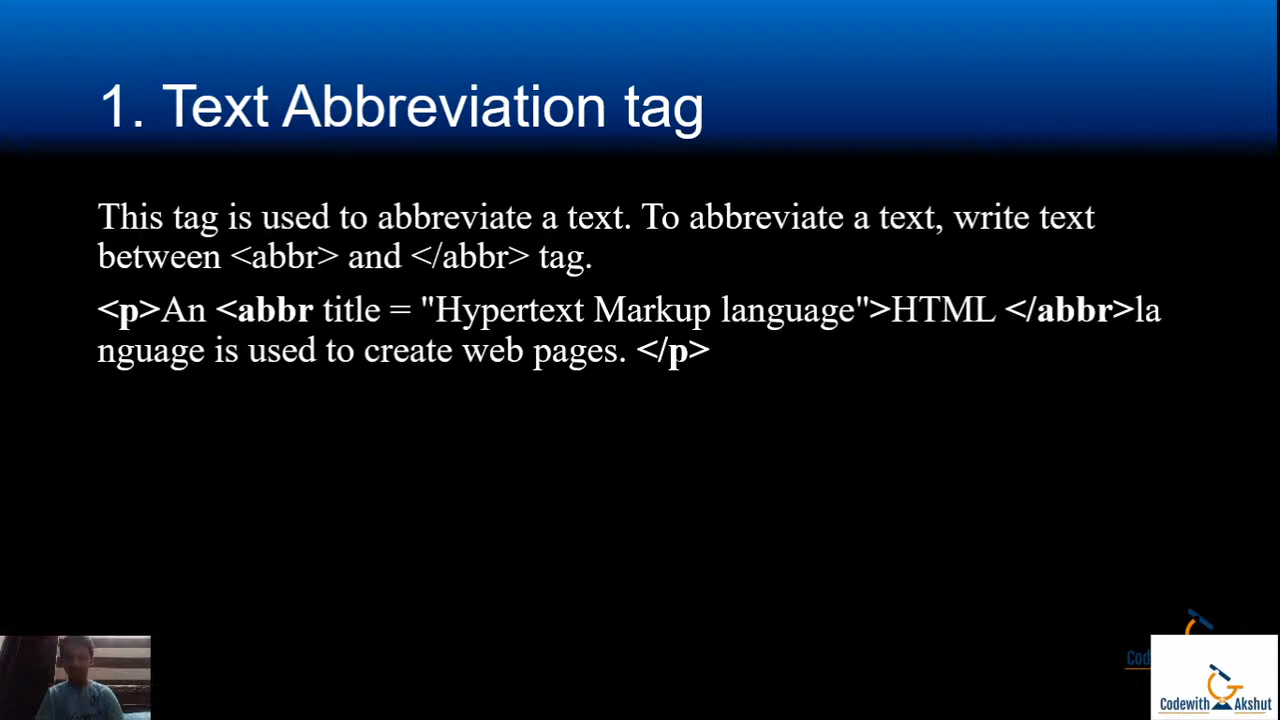 1. Text Abbreviation tag
This tag is used to abbreviate a text. To abbreviate a text, write text
between <abbr> and </abbr> tag.
<p>An <abbr title = "Hypertext Markup language">HTML </abbr>la
nguage is used to create web pages. </p>
Cod
Codewith Akshut